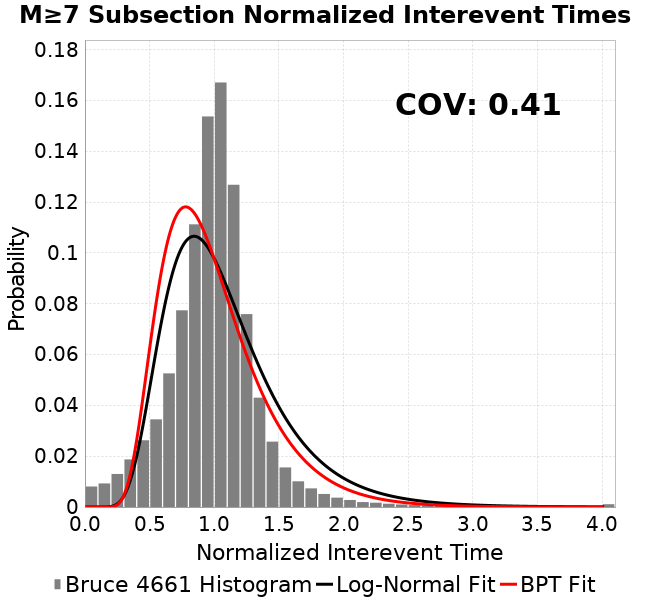 M≥7 Subsection Normalized Interevent Times
COV: 0.41
0.18
0.16
0.14
0.12
0.1
0.08
0.06
0.04
0.02
0
Probability
0.0 0.5 1.0 1.5 2.0 2.5 3.0 3.5 4.0
Normalized Interevent Time
Bruce 4661 Histogram Log-Normal Fit BPT Fit